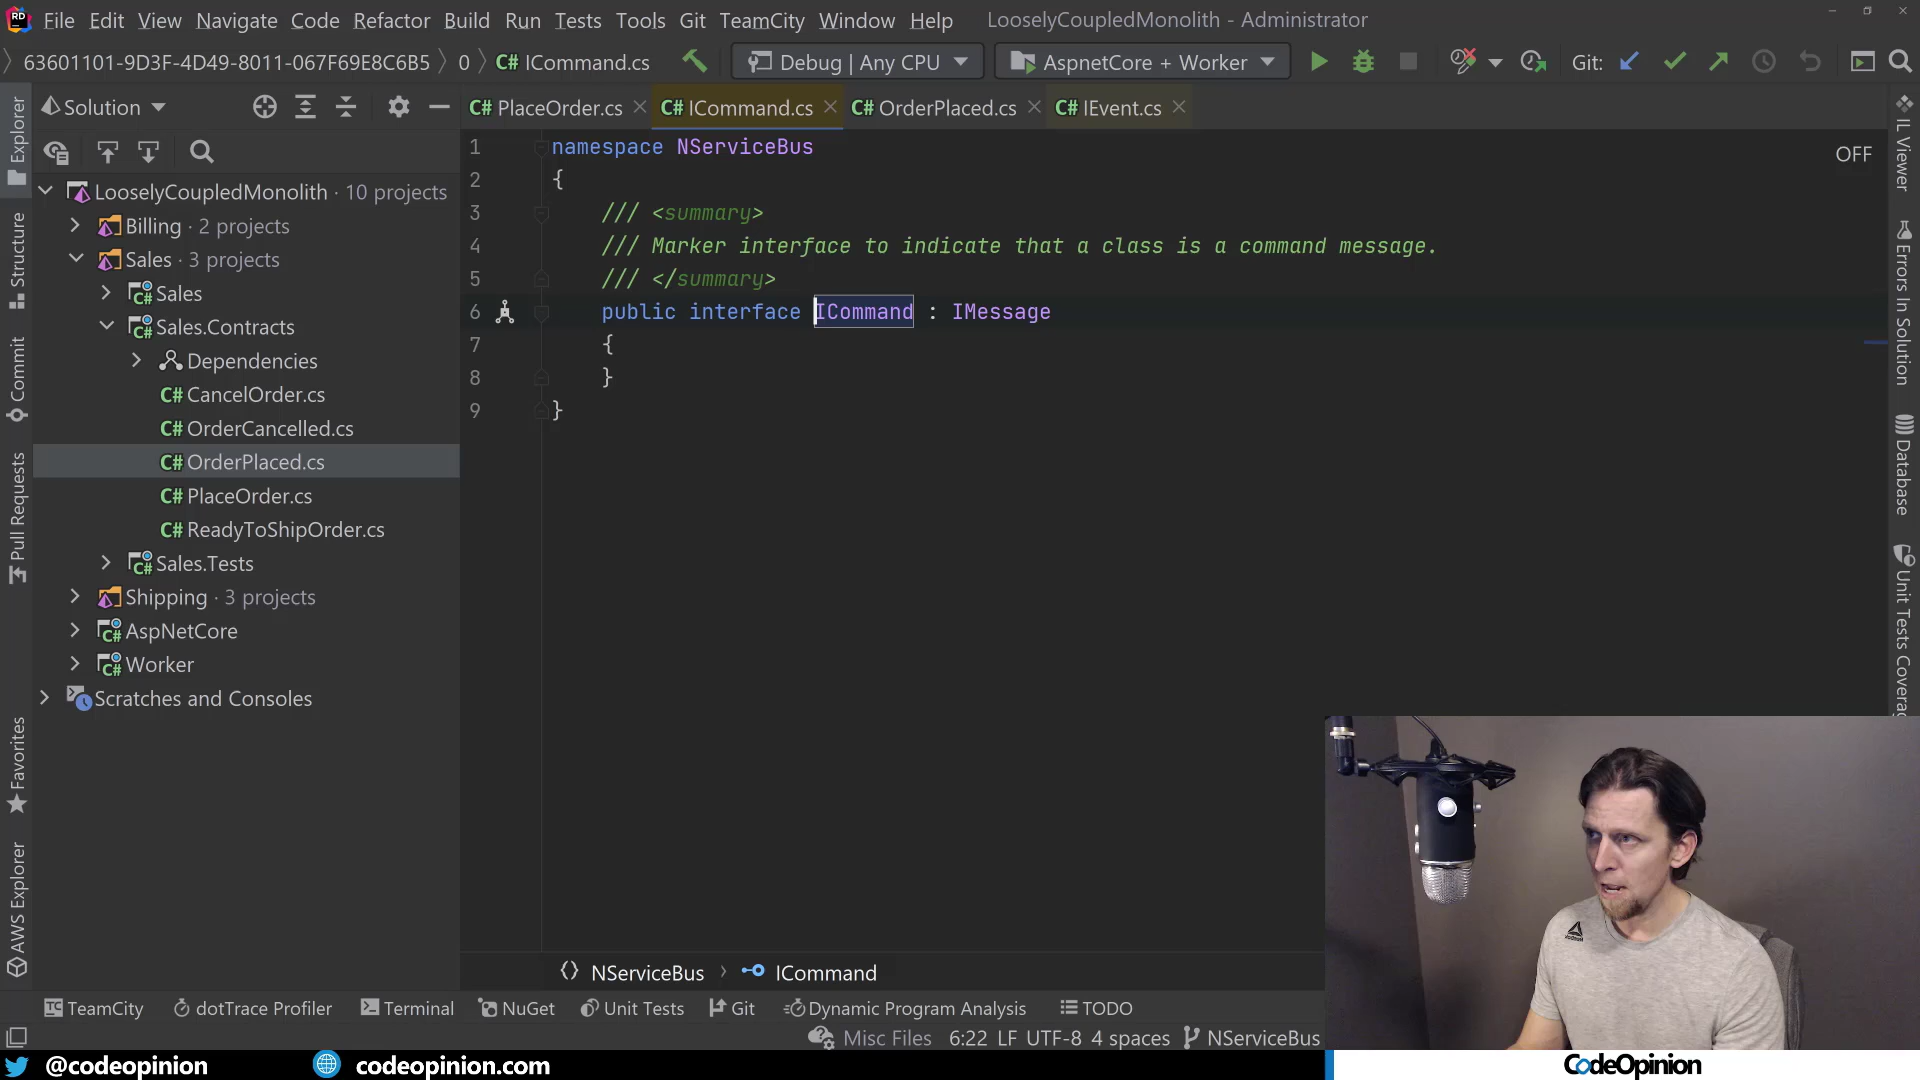 RD File Edit View Navigate Code Refactor Build Run Tests Tools Git TeamCity Window Help LooselyCoupledMonolith - Administrator
63601101-9D3F-4D49-8011-067F69E8C6B5 0 C# ICommand.cs Debug | Any CPU AspnetCore + Worker Git:
Solution
PlaceOrder.cs ICommand.cs OrderPlaced.cs IEvent.cs
Explorer
Structure
Commit
Pull Requests
Favorites
AWS Explorer
LooselyCoupledMonolith · 10 projects
Billing · 2 projects
Sales · 3 projects
C# Sales
C# Sales.Contracts
Dependencies
C# CancelOrder.cs
C# OrderCancelled.cs
C# OrderPlaced.cs
C# PlaceOrder.cs
C# ReadyToShipOrder.cs
C# Sales.Tests
Shipping · 3 projects
C# AspNetCore
C# Worker
Scratches and Consoles
1 namespace NServiceBus
2 {
3 /// <summary>
4 /// Marker interface to indicate that a class is a command message.
5 /// </summary>
6 public interface ICommand : IMessage
7 {
8 }
9 }
OFF
IL Viewer
Errors In Solution
Database
Unit Tests Coverag
NServiceBus › ICommand
TC TeamCity dotTrace Profiler Terminal NuGet Unit Tests Git Dynamic Program Analysis TODO
Misc Files 6:22 LF UTF-8 4 spaces NServiceBus
@codeopinion codeopinion.com CodeOpinion